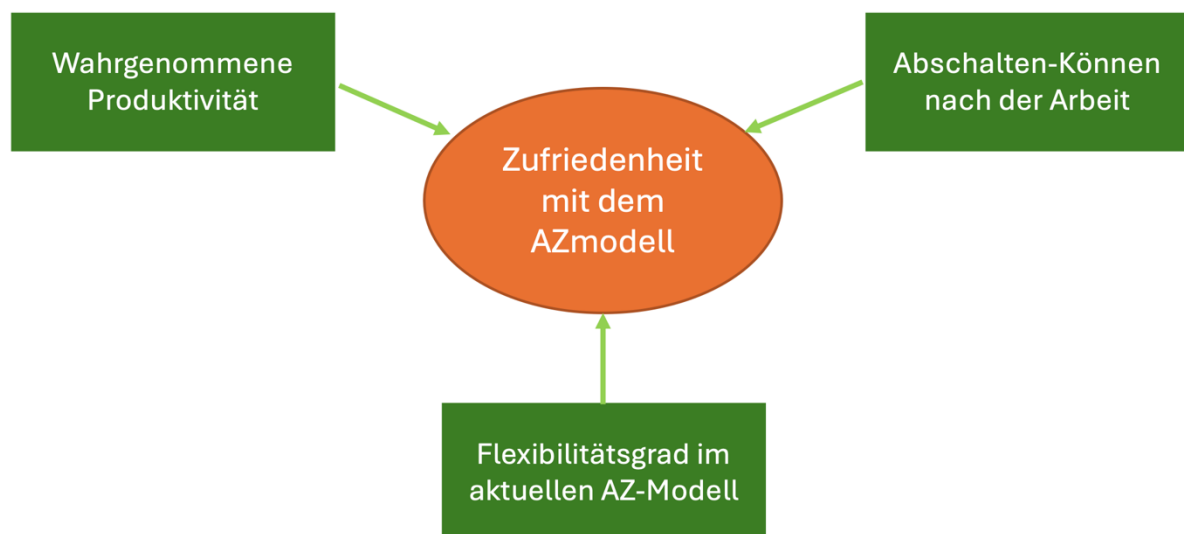 Wahrgenommene
Produktivität
Abschalten-Können
nach der Arbeit
Zufriedenheit
mit dem
AZmodell
Flexibilitätsgrad im
aktuellen AZ-Modell